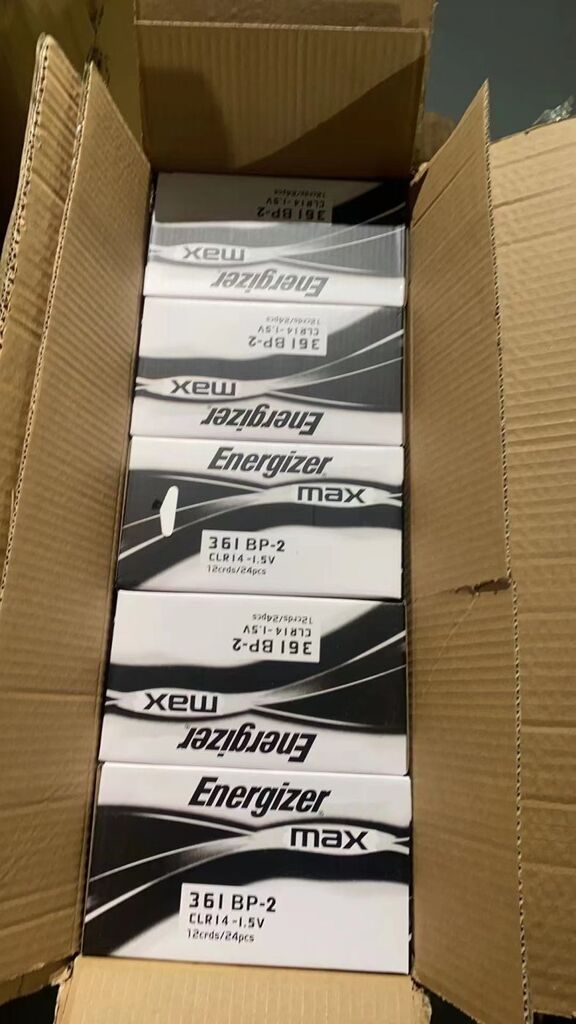 361 BP-2
CLR14-1.5V
12crds/24pcs
max
Energizer
361 BP-2
CLR14-1.5V
12crds/24pcs
max
Energizer
Energizer
max
361 BP-2
CLR14-1.5V
12crds/24pcs
361 BP-2
CLR14-1.5V
12crds/24pcs
max
Energizer
Energizer
max
361 BP-2
CLR14-1.5V
12crds/24pcs